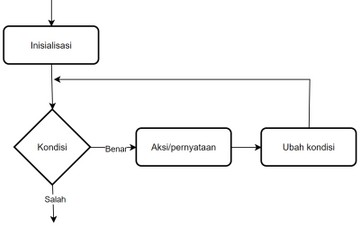 Inisialisasi
Kondisi
Benar
Aksi/pernyataan
Ubah kondisi
Salah